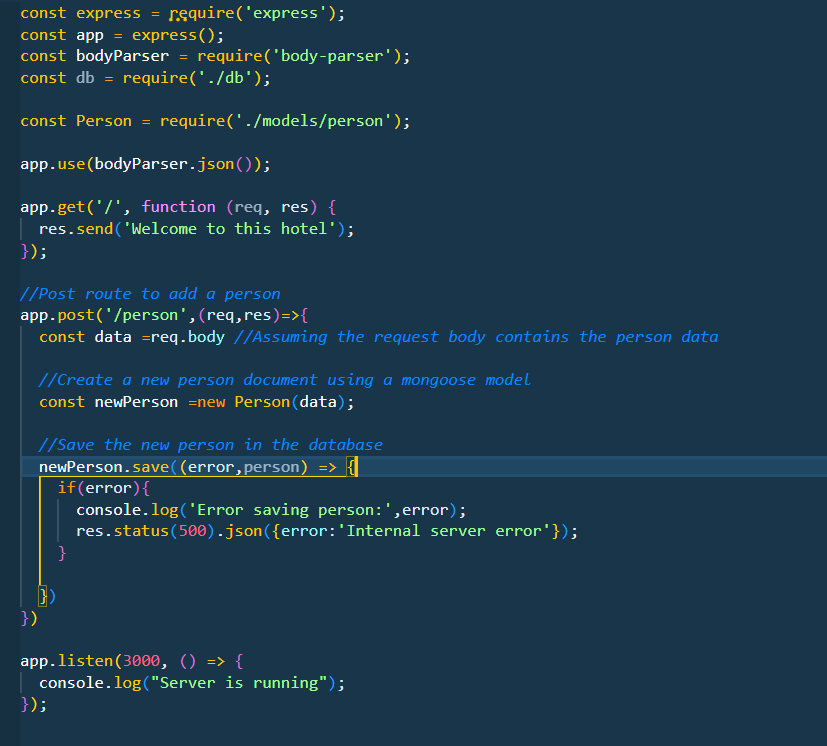 const express = require('express');
const app = express();
const bodyParser = require('body-parser');
const db = require('./db');
const Person = require('./models/person');
app.use(bodyParser.json());
app.get('/', function (req, res) {
  res.send('Welcome to this hotel');
});
//Post route to add a person
app.post('/person',(req,res)=>{
  const data =req.body //Assuming the request body contains the person data
  //Create a new person document using a mongoose model
  const newPerson =new Person(data);
  //Save the new person in the database
  newPerson.save((error,person) => {
    if(error){
      console.log('Error saving person:',error);
      res.status(500).json({error:'Internal server error'});
    }
  })
})
app.listen(3000, () => {
  console.log("Server is running");
});